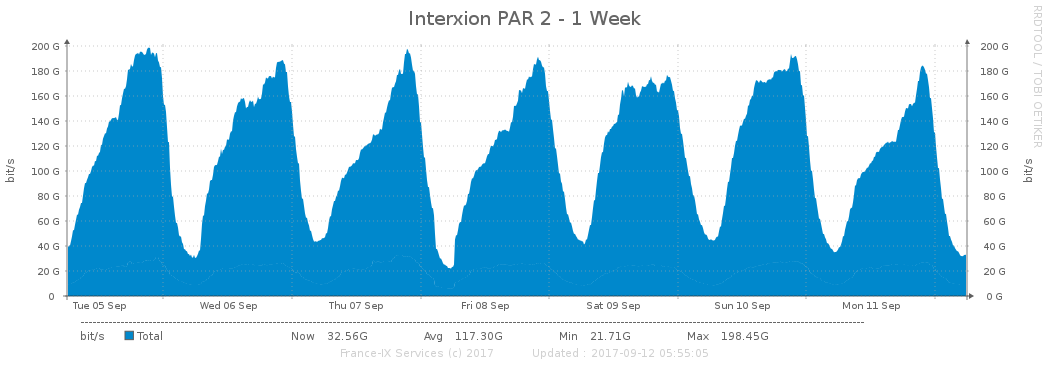 Interxion PAR 2 - 1 Week
RRDTOOL / TOBI OETIKER
bit/s
bit/s
200 G 200 G
180 G 180 G
160 G 160 G
140 G 140 G
120 G 120 G
100 G 100 G
80 G 80 G
60 G 60 G
40 G 40 G
20 G 20 G
0 0 G
Tue 05 Sep Wed 06 Sep Thu 07 Sep Fri 08 Sep Sat 09 Sep Sun 10 Sep Mon 11 Sep
bit/s Total Now 32.56G Avg 117.30G Min 21.71G Max 198.45G
France-IX Services (c) 2017 Updated : 2017-09-12 05:55:05